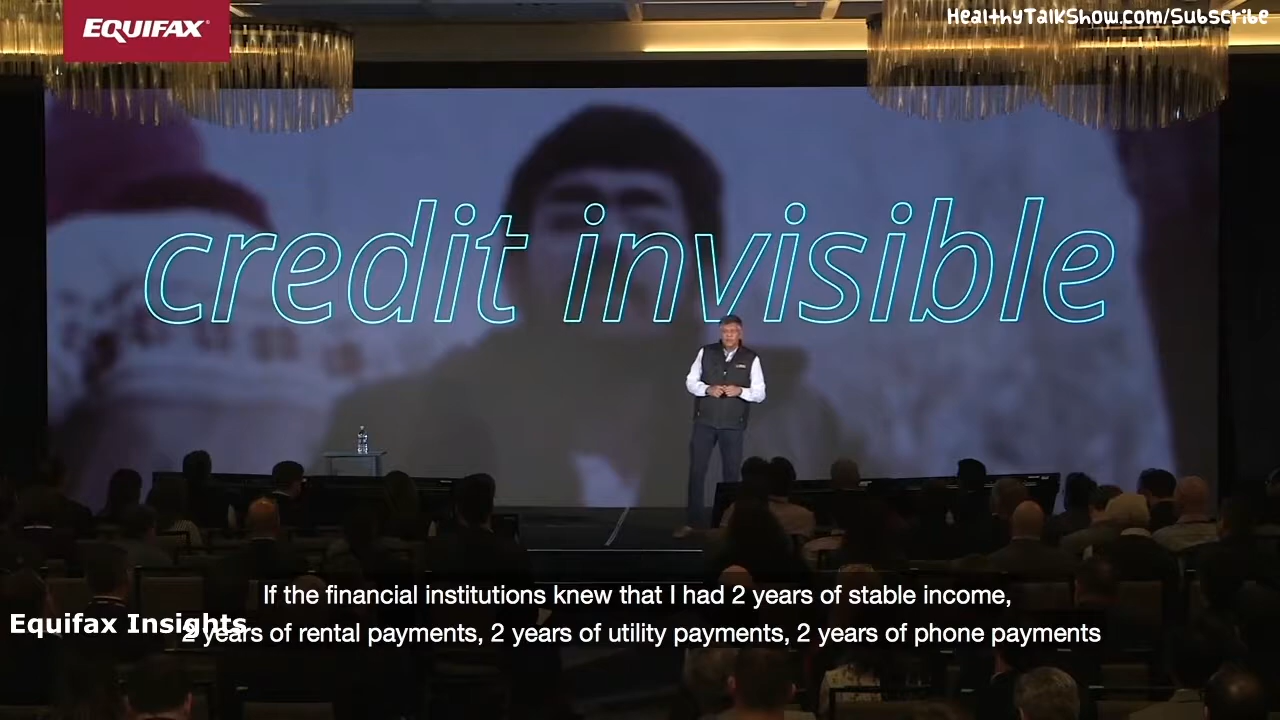 EQUIFAX
HealthyTalkShow.com/Subscribe
credit invisible
If the financial institutions knew that I had 2 years of stable income,
Equifax Insights
2 years of rental payments, 2 years of utility payments, 2 years of phone payments